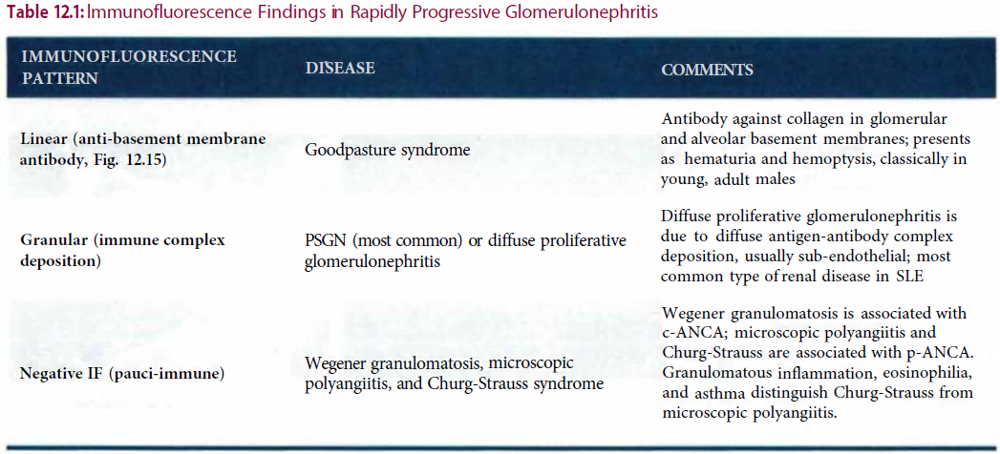 Table 12.1: Immunofluorescence Findings in Rapidly Progressive Glomerulonephritis
IMMUNOFLUORESCENCE
PATTERN
DISEASE
COMMENTS
Linear (anti-basement membrane
antibody, Fig. 12.15)
Goodpasture syndrome
Antibody against collagen in glomerular
and alveolar basement membranes; presents
as hematuria and hemoptysis, classically in
young, adult males
Granular (immune complex
deposition)
PSGN (most common) or diffuse proliferative
glomerulonephritis
Diffuse proliferative glomerulonephritis is
due to diffuse antigen-antibody complex
deposition, usually sub-endothelial; most
common type of renal disease in SLE
Negative IF (pauci-immune)
Wegener granulomatosis, microscopic
polyangiitis, and Churg-Strauss syndrome
Wegener granulomatosis is associated with
c-ANCA; microscopic polyangiitis and
Churg-Strauss are associated with p-ANCA.
Granulomatous inflammation, eosinophilia,
and asthma distinguish Churg-Strauss from
microscopic polyangiitis.